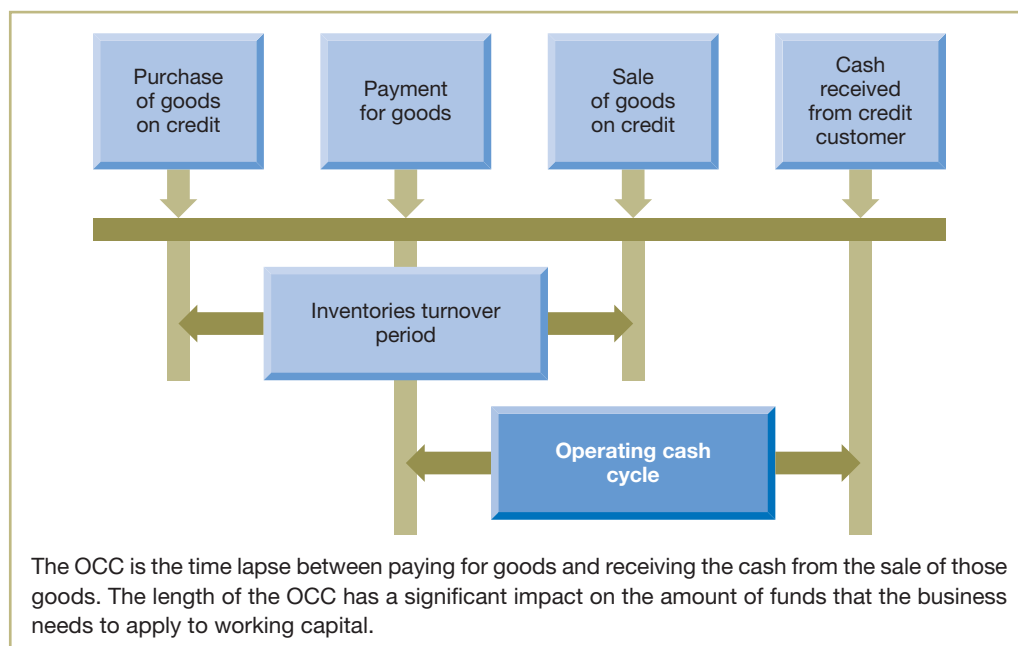 Purchase
of goods
on credit
Payment
for goods
Sale
of goods
on credit
Cash
received
from credit
customer
Inventories turnover
period
Operating cash
cycle
The OCC is the time lapse between paying for goods and receiving the cash from the sale of those
goods. The length of the OCC has a significant impact on the amount of funds that the business
needs to apply to working capital.